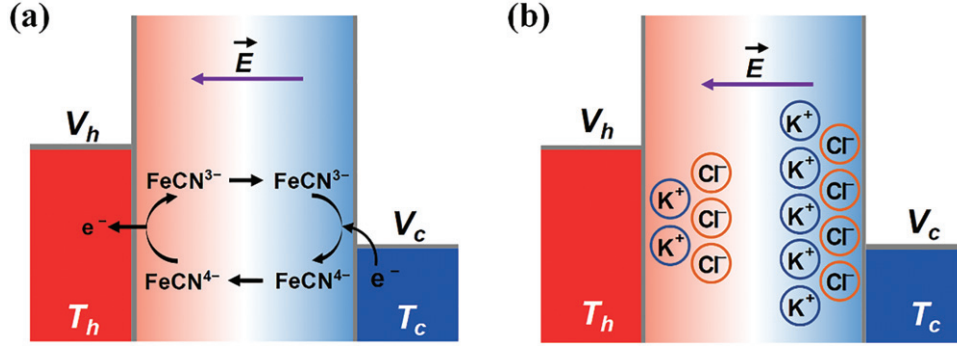 (a)
E
V_h
FeCN³⁻ FeCN³⁻
e⁻
V_c
FeCN⁴⁻ FeCN⁴⁻
e⁻
T_h
T_c
(b)
E
V_h
K⁺
Cl⁻
K⁺
Cl⁻
K⁺
Cl⁻
K⁺
Cl⁻
K⁺
Cl⁻
K⁺
Cl⁻
K⁺
Cl⁻
V_c
T_h
T_c